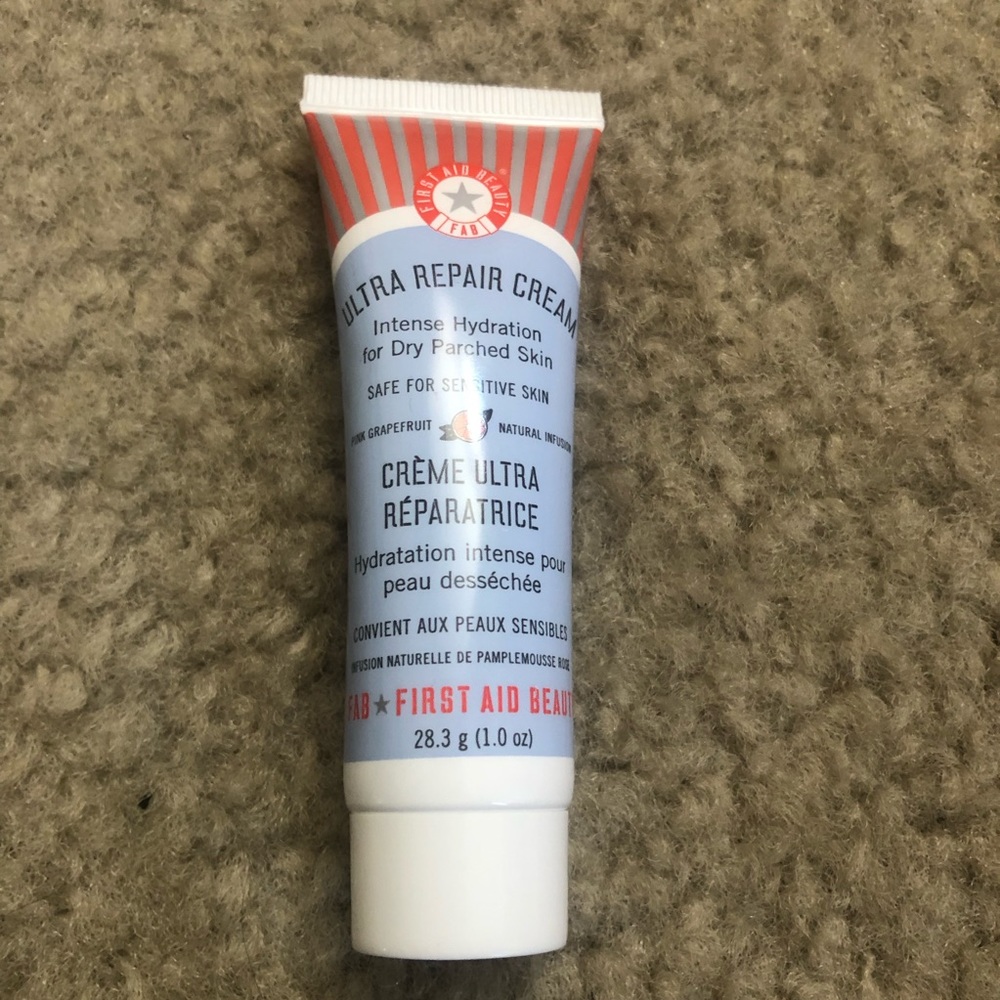 FIRST AID BEAUTY
FAB
ULTRA REPAIR CREAM
Intense Hydration
for Dry Parched Skin
SAFE FOR SENSITIVE SKIN
PINK GRAPEFRUIT NATURAL INFUSION
CRÈME ULTRA
RÉPARATRICE
Hydratation intense pour
peau desséchée
CONVIENT AUX PEAUX SENSIBLES
INFUSION NATURELLE DE PAMPLEMOUSSE ROSE
FAB★FIRST AID BEAUT
28.3 g (1.0 oz)